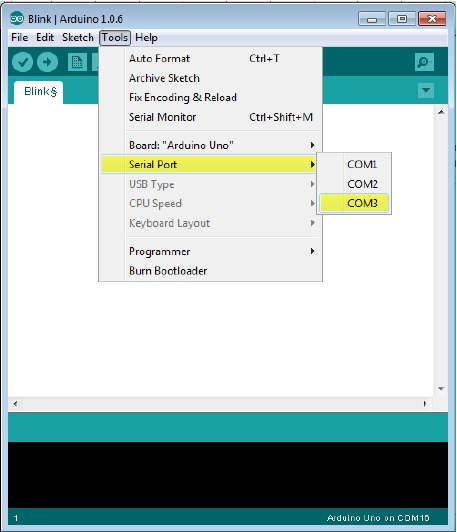 Blink | Arduino 1.0.6
File Edit Sketch Tools Help
Blink§
Auto Format Ctrl+T
Archive Sketch
Fix Encoding & Reload
Serial Monitor Ctrl+Shift+M
Board: "Arduino Uno"
Serial Port
USB Type
CPU Speed
Keyboard Layout
Programmer
Burn Bootloader
COM1
COM2
COM3
1 Arduino Uno on COM16